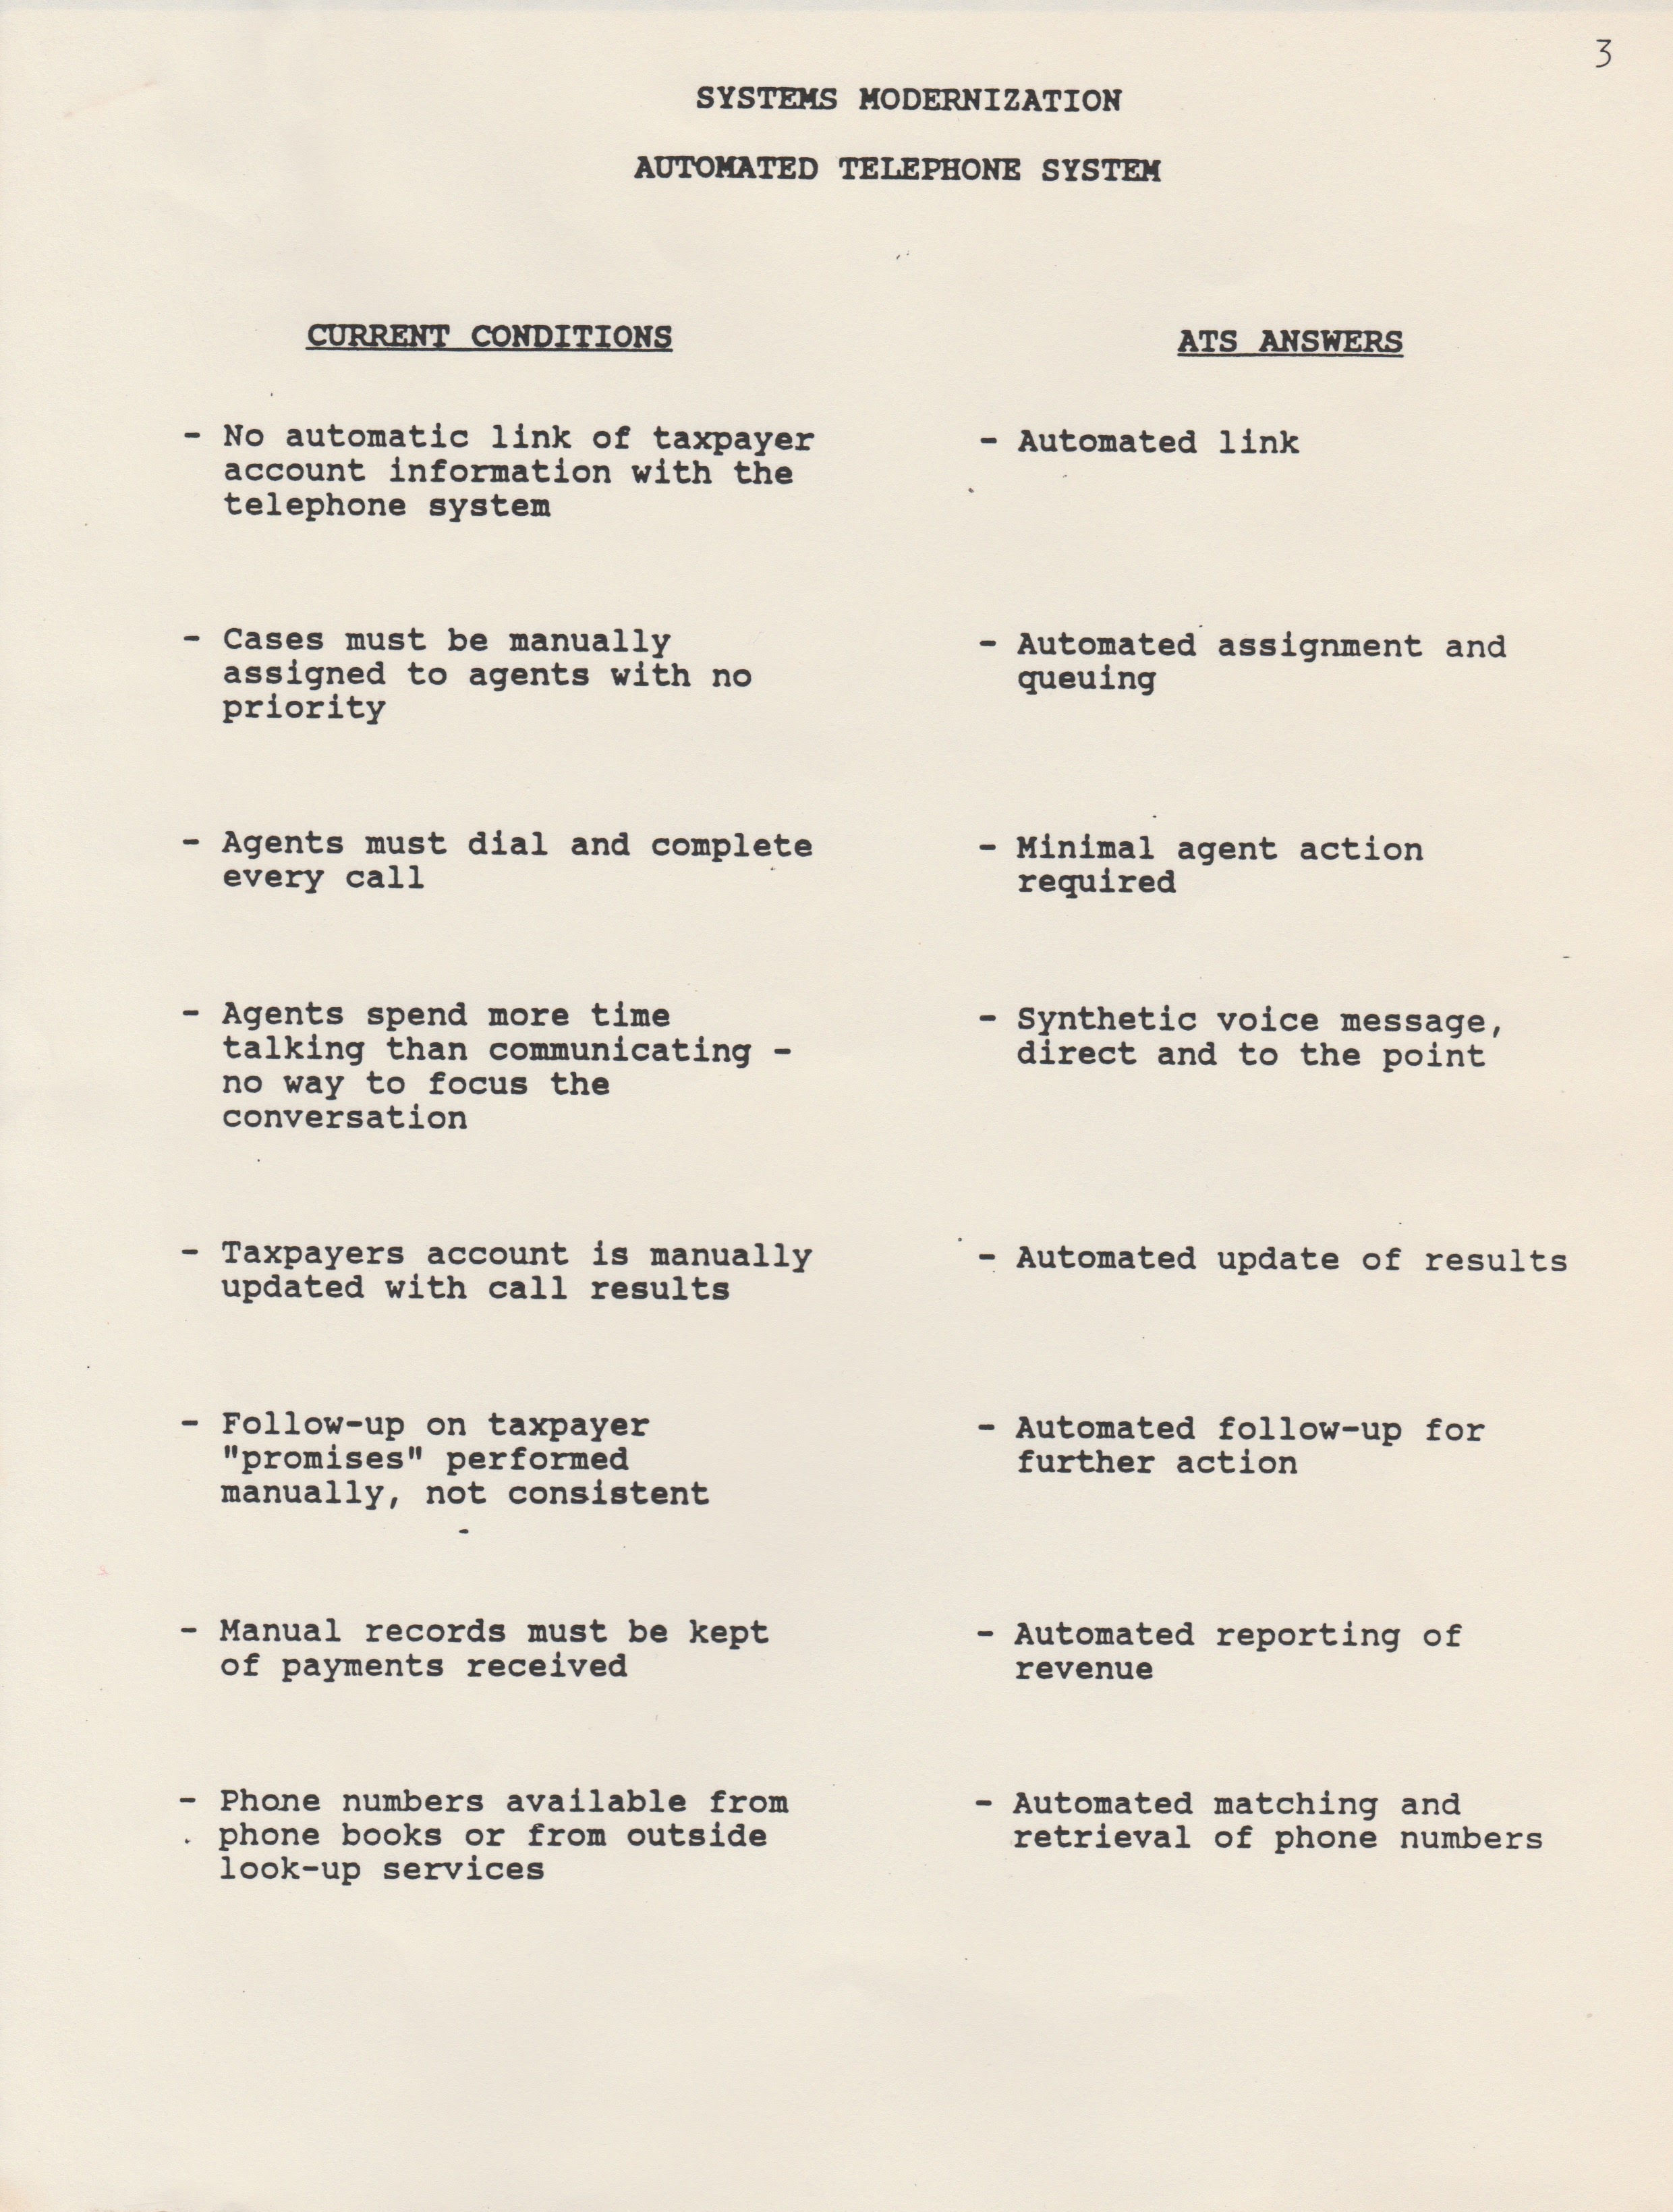 3
SYSTEMS MODERNIZATION
AUTOMATED TELEPHONE SYSTEM
CURRENT CONDITIONS
ATS ANSWERS
- No automatic link of taxpayer
account information with the
telephone system
- Automated link
- Cases must be manually
assigned to agents with no
priority
- Automated assignment and
queuing
- Agents must dial and complete
every call
- Minimal agent action
required
- Agents spend more time
talking than communicating -
no way to focus the
conversation
- Synthetic voice message,
direct and to the point
- Taxpayers account is manually
updated with call results
- Automated update of results
- Follow-up on taxpayer
"promises" performed
manually, not consistent
- Automated follow-up for
further action
- Manual records must be kept
of payments received
- Automated reporting of
revenue
- Phone numbers available from
phone books or from outside
look-up services
- Automated matching and
retrieval of phone numbers